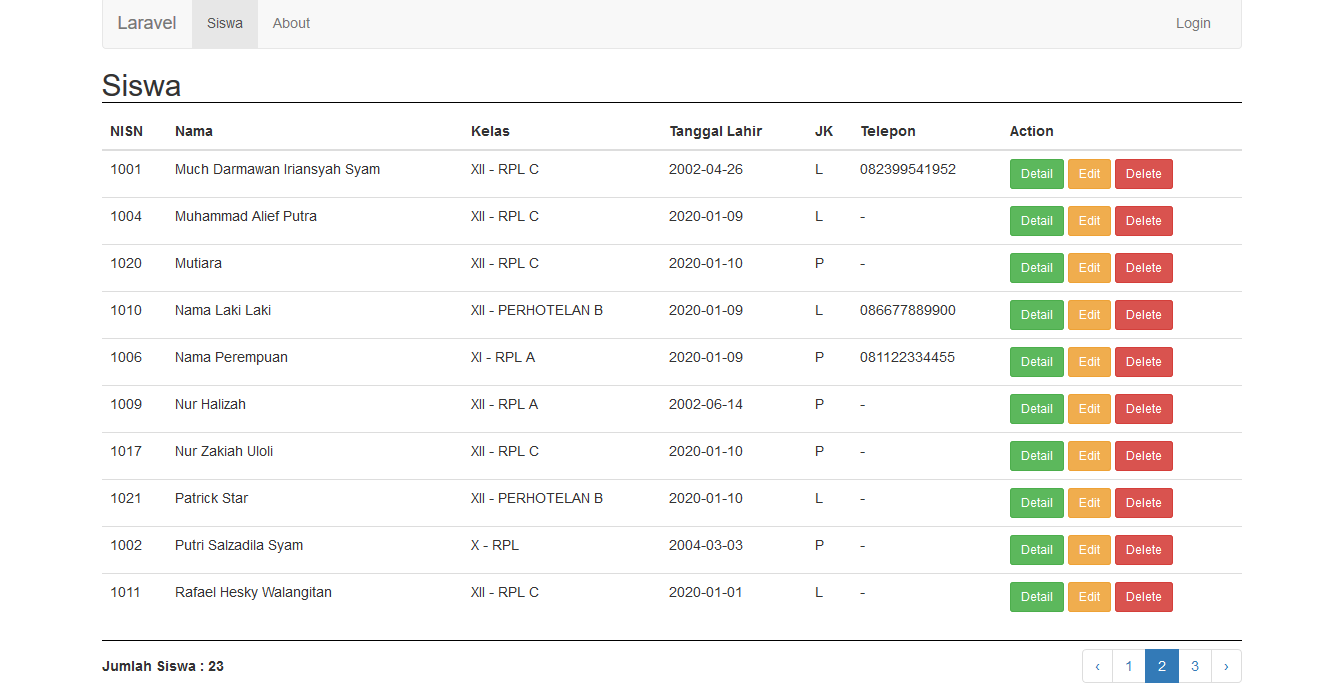 Laravel Siswa About Login
Siswa
NISN Nama Kelas Tanggal Lahir JK Telepon Action
1001 Much Darmawan Iriansyah Syam XII - RPL C 2002-04-26 L 082399541952 Detail Edit Delete
1004 Muhammad Alief Putra XII - RPL C 2020-01-09 L - Detail Edit Delete
1020 Mutiara XII - RPL C 2020-01-10 P - Detail Edit Delete
1010 Nama Laki Laki XII - PERHOTELAN B 2020-01-09 L 086677889900 Detail Edit Delete
1006 Nama Perempuan XI - RPL A 2020-01-09 P 081122334455 Detail Edit Delete
1009 Nur Halizah XII - RPL A 2002-06-14 P - Detail Edit Delete
1017 Nur Zakiah Uloli XII - RPL C 2020-01-10 P - Detail Edit Delete
1021 Patrick Star XII - PERHOTELAN B 2020-01-10 L - Detail Edit Delete
1002 Putri Salzadila Syam X - RPL 2004-03-03 P - Detail Edit Delete
1011 Rafael Hesky Walangitan XII - RPL C 2020-01-01 L - Detail Edit Delete
Jumlah Siswa : 23 ‹ 1 2 3 ›